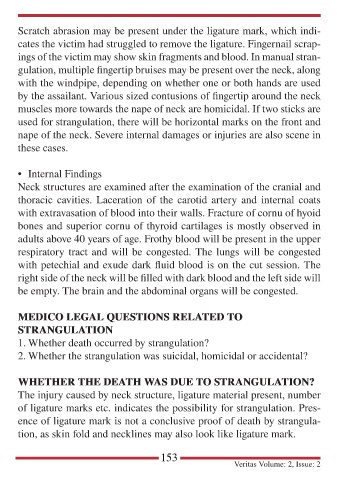 Scratch abrasion may be present under the ligature mark, which indi-
cates the victim had struggled to remove the ligature. Fingernail scrap-
ings of the victim may show skin fragments and blood. In manual stran-
gulation, multiple fingertip bruises may be present over the neck, along
with the windpipe, depending on whether one or both hands are used
by the assailant. Various sized contusions of fingertip around the neck
muscles more towards the nape of neck are homicidal. If two sticks are
used for strangulation, there will be horizontal marks on the front and
nape of the neck. Severe internal damages or injuries are also scene in
these cases.
• Internal Findings
Neck structures are examined after the examination of the cranial and
thoracic cavities. Laceration of the carotid artery and internal coats
with extravasation of blood into their walls. Fracture of cornu of hyoid
bones and superior cornu of thyroid cartilages is mostly observed in
adults above 40 years of age. Frothy blood will be present in the upper
respiratory tract and will be congested. The lungs will be congested
with petechial and exude dark fluid blood is on the cut session. The
right side of the neck will be filled with dark blood and the left side will
be empty. The brain and the abdominal organs will be congested.
MEDICO LEGAL QUESTIONS RELATED TO
STRANGULATION
1. Whether death occurred by strangulation?
2. Whether the strangulation was suicidal, homicidal or accidental?
WHETHER THE DEATH WAS DUE TO STRANGULATION?
The injury caused by neck structure, ligature material present, number
of ligature marks etc. indicates the possibility for strangulation. Pres-
ence of ligature mark is not a conclusive proof of death by strangula-
tion, as skin fold and necklines may also look like ligature mark.
153
Veritas Volume: 2, Issue: 2